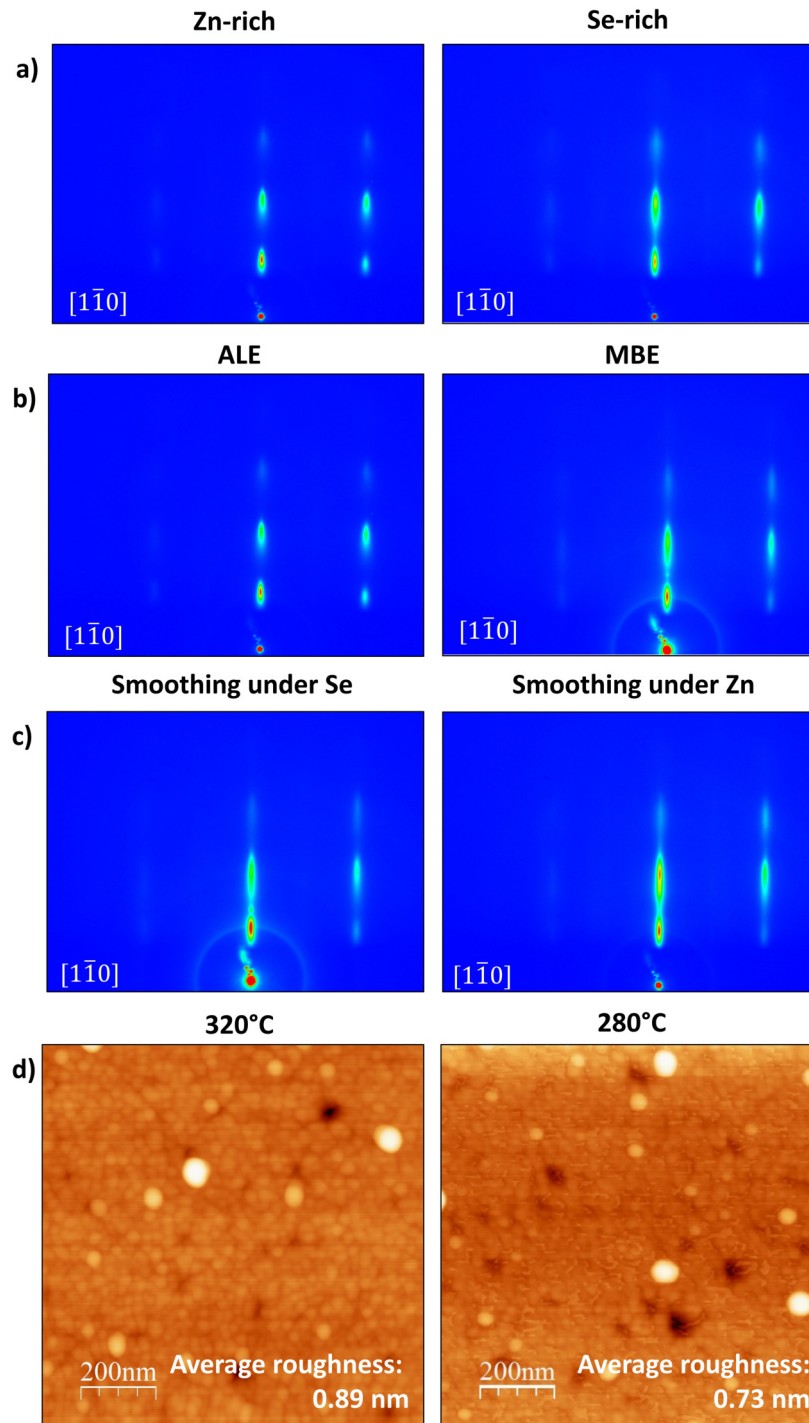 Zn-rich Se-rich
a)
[11̅0] [11̅0]
ALE MBE
b)
[11̅0] [11̅0]
Smoothing under Se Smoothing under Zn
c)
[11̅0] [11̅0]
320°C 280°C
d)
200nm Average roughness: 200nm Average roughness:
0.89 nm 0.73 nm